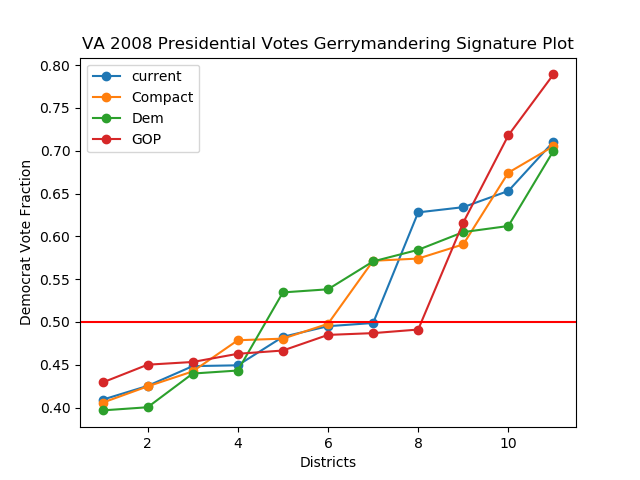 VA 2008 Presidential Votes Gerrymandering Signature Plot
current
Compact
Dem
GOP
Democrat Vote Fraction
0.80
0.75
0.70
0.65
0.60
0.55
0.50
0.45
0.40
2 4 6 8 10
Districts